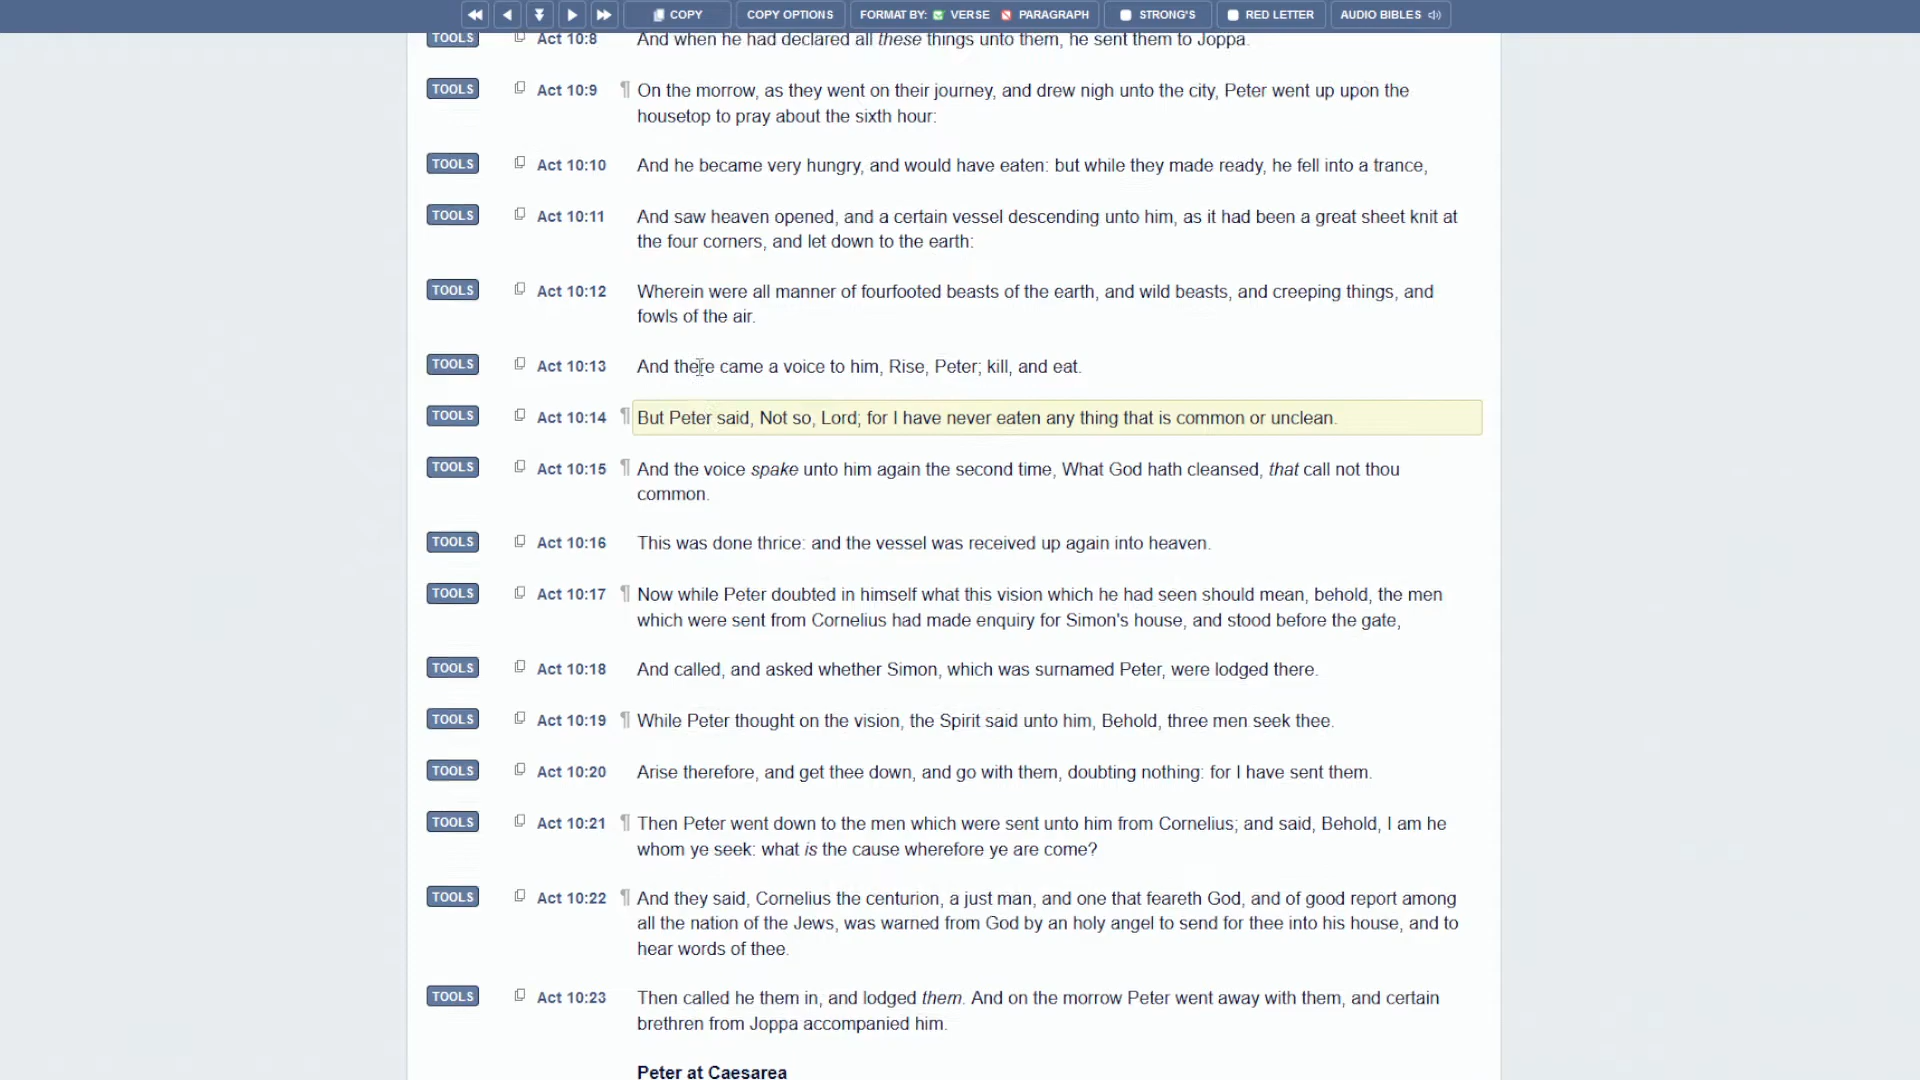 COPY COPY OPTIONS FORMAT BY: VERSE PARAGRAPH STRONG'S RED LETTER AUDIO BIBLES
TOOLS Act 10:8 And when he had declared all these things unto them, he sent them to Joppa.
TOOLS Act 10:9 ¶ On the morrow, as they went on their journey, and drew nigh unto the city, Peter went up upon the
housetop to pray about the sixth hour:
TOOLS Act 10:10 And he became very hungry, and would have eaten: but while they made ready, he fell into a trance,
TOOLS Act 10:11 And saw heaven opened, and a certain vessel descending unto him, as it had been a great sheet knit at
the four corners, and let down to the earth:
TOOLS Act 10:12 Wherein were all manner of fourfooted beasts of the earth, and wild beasts, and creeping things, and
fowls of the air.
TOOLS Act 10:13 And there came a voice to him, Rise, Peter; kill, and eat.
TOOLS Act 10:14 ¶ But Peter said, Not so, Lord; for I have never eaten any thing that is common or unclean.
TOOLS Act 10:15 ¶ And the voice spake unto him again the second time, What God hath cleansed, that call not thou
common.
TOOLS Act 10:16 This was done thrice: and the vessel was received up again into heaven.
TOOLS Act 10:17 ¶ Now while Peter doubted in himself what this vision which he had seen should mean, behold, the men
which were sent from Cornelius had made enquiry for Simon's house, and stood before the gate,
TOOLS Act 10:18 And called, and asked whether Simon, which was surnamed Peter, were lodged there.
TOOLS Act 10:19 ¶ While Peter thought on the vision, the Spirit said unto him, Behold, three men seek thee.
TOOLS Act 10:20 Arise therefore, and get thee down, and go with them, doubting nothing: for I have sent them.
TOOLS Act 10:21 ¶ Then Peter went down to the men which were sent unto him from Cornelius; and said, Behold, I am he
whom ye seek: what is the cause wherefore ye are come?
TOOLS Act 10:22 ¶ And they said, Cornelius the centurion, a just man, and one that feareth God, and of good report among
all the nation of the Jews, was warned from God by an holy angel to send for thee into his house, and to
hear words of thee.
TOOLS Act 10:23 Then called he them in, and lodged them. And on the morrow Peter went away with them, and certain
brethren from Joppa accompanied him.
Peter at Caesarea